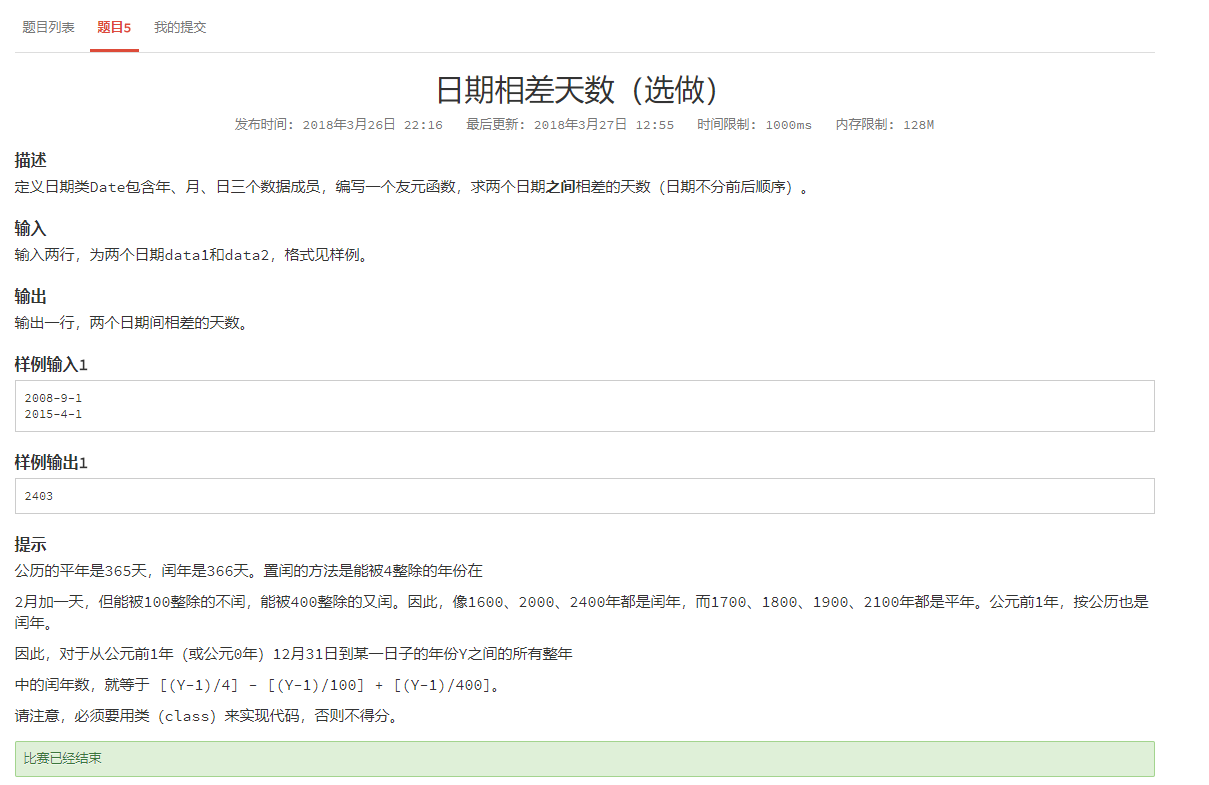 题目列表 题目5 我的提交
日期相差天数（选做）
发布时间: 2018年3月26日 22:16 最后更新: 2018年3月27日 12:55 时间限制: 1000ms 内存限制: 128M
描述
定义日期类Date包含年、月、日三个数据成员，编写一个友元函数，求两个日期之间相差的天数（日期不分前后顺序）。
输入
输入两行，为两个日期data1和data2，格式见样例。
输出
输出一行，两个日期间相差的天数。
样例输入1
2008-9-1
2015-4-1
样例输出1
2403
提示
公历的平年是365天，闰年是366天。置闰的方法是能被4整除的年份在
2月加一天，但能被100整除的不闰，能被400整除的又闰。因此，像1600、2000、2400年都是闰年，而1700、1800、1900、2100年都是平年。公元前1年，按公历也是
闰年。
因此，对于从公元前1年（或公元0年）12月31日到某一日子的年份Y之间的所有整年
中的闰年数，就等于 [(Y-1)/4] - [(Y-1)/100] + [(Y-1)/400]。
请注意，必须要用类（class）来实现代码，否则不得分。
比赛已经结束